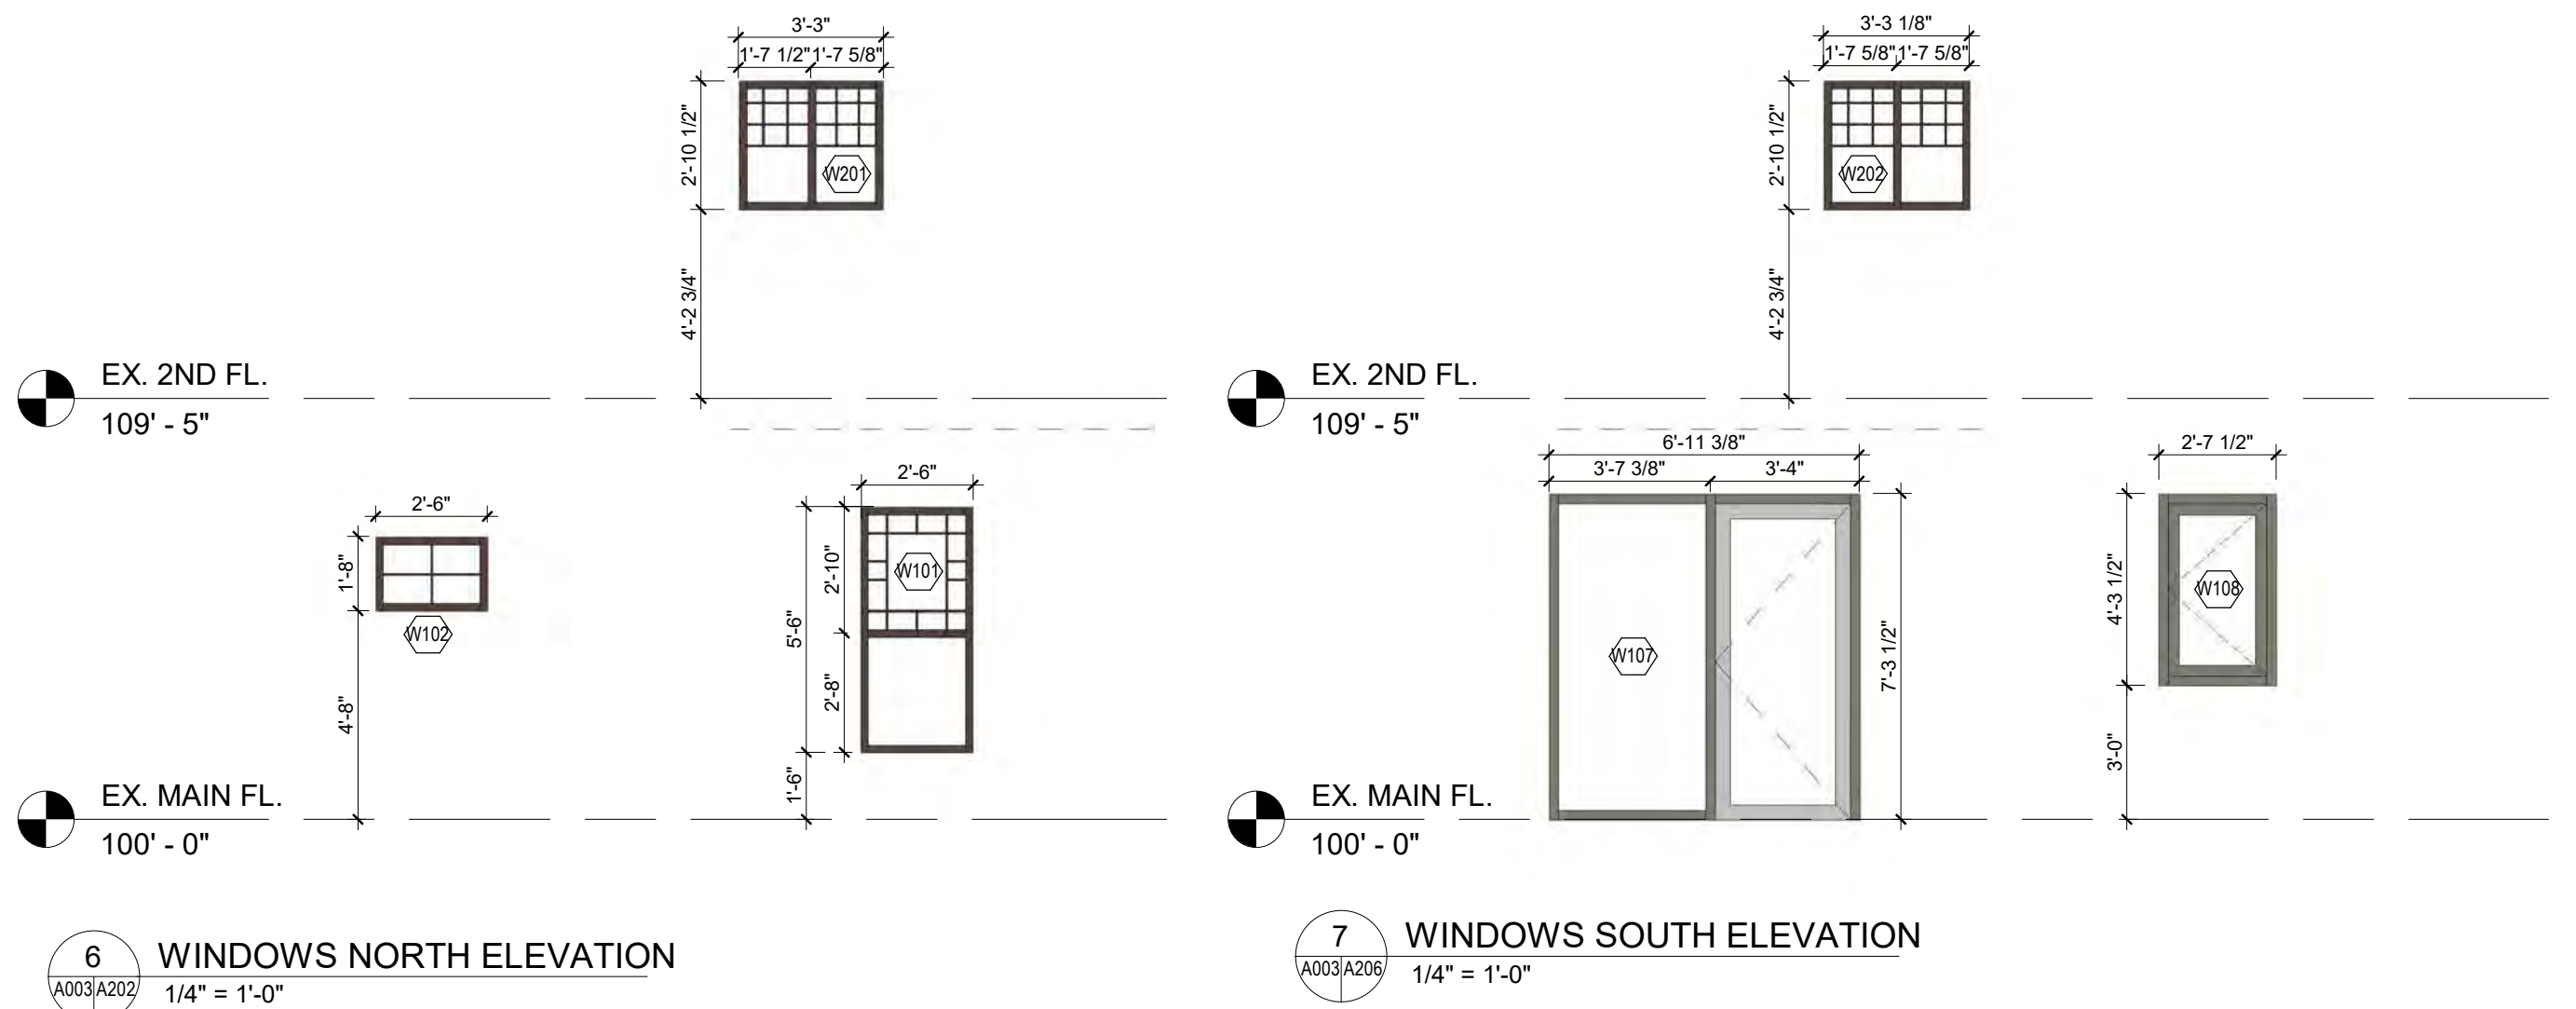 3'-3"
1'-7 1/2" 1'-7 5/8"
2'-10 1/2"
W201
4'-2 3/4"
EX. 2ND FL.
109' - 5"
2'-6"
1'-8"
W102
4'-8"
2'-6"
2'-10"
5'-6"
W101
2'-8"
1'-6"
EX. MAIN FL.
100' - 0"
6
A003 A202
WINDOWS NORTH ELEVATION
1/4" = 1'-0"
3'-3 1/8"
1'-7 5/8" 1'-7 5/8"
2'-10 1/2"
W202
4'-2 3/4"
EX. 2ND FL.
109' - 5"
6'-11 3/8"
3'-7 3/8" 3'-4"
W107
7'-3 1/2"
2'-7 1/2"
4'-3 1/2"
W108
3'-0"
EX. MAIN FL.
100' - 0"
7
A003 A206
WINDOWS SOUTH ELEVATION
1/4" = 1'-0"